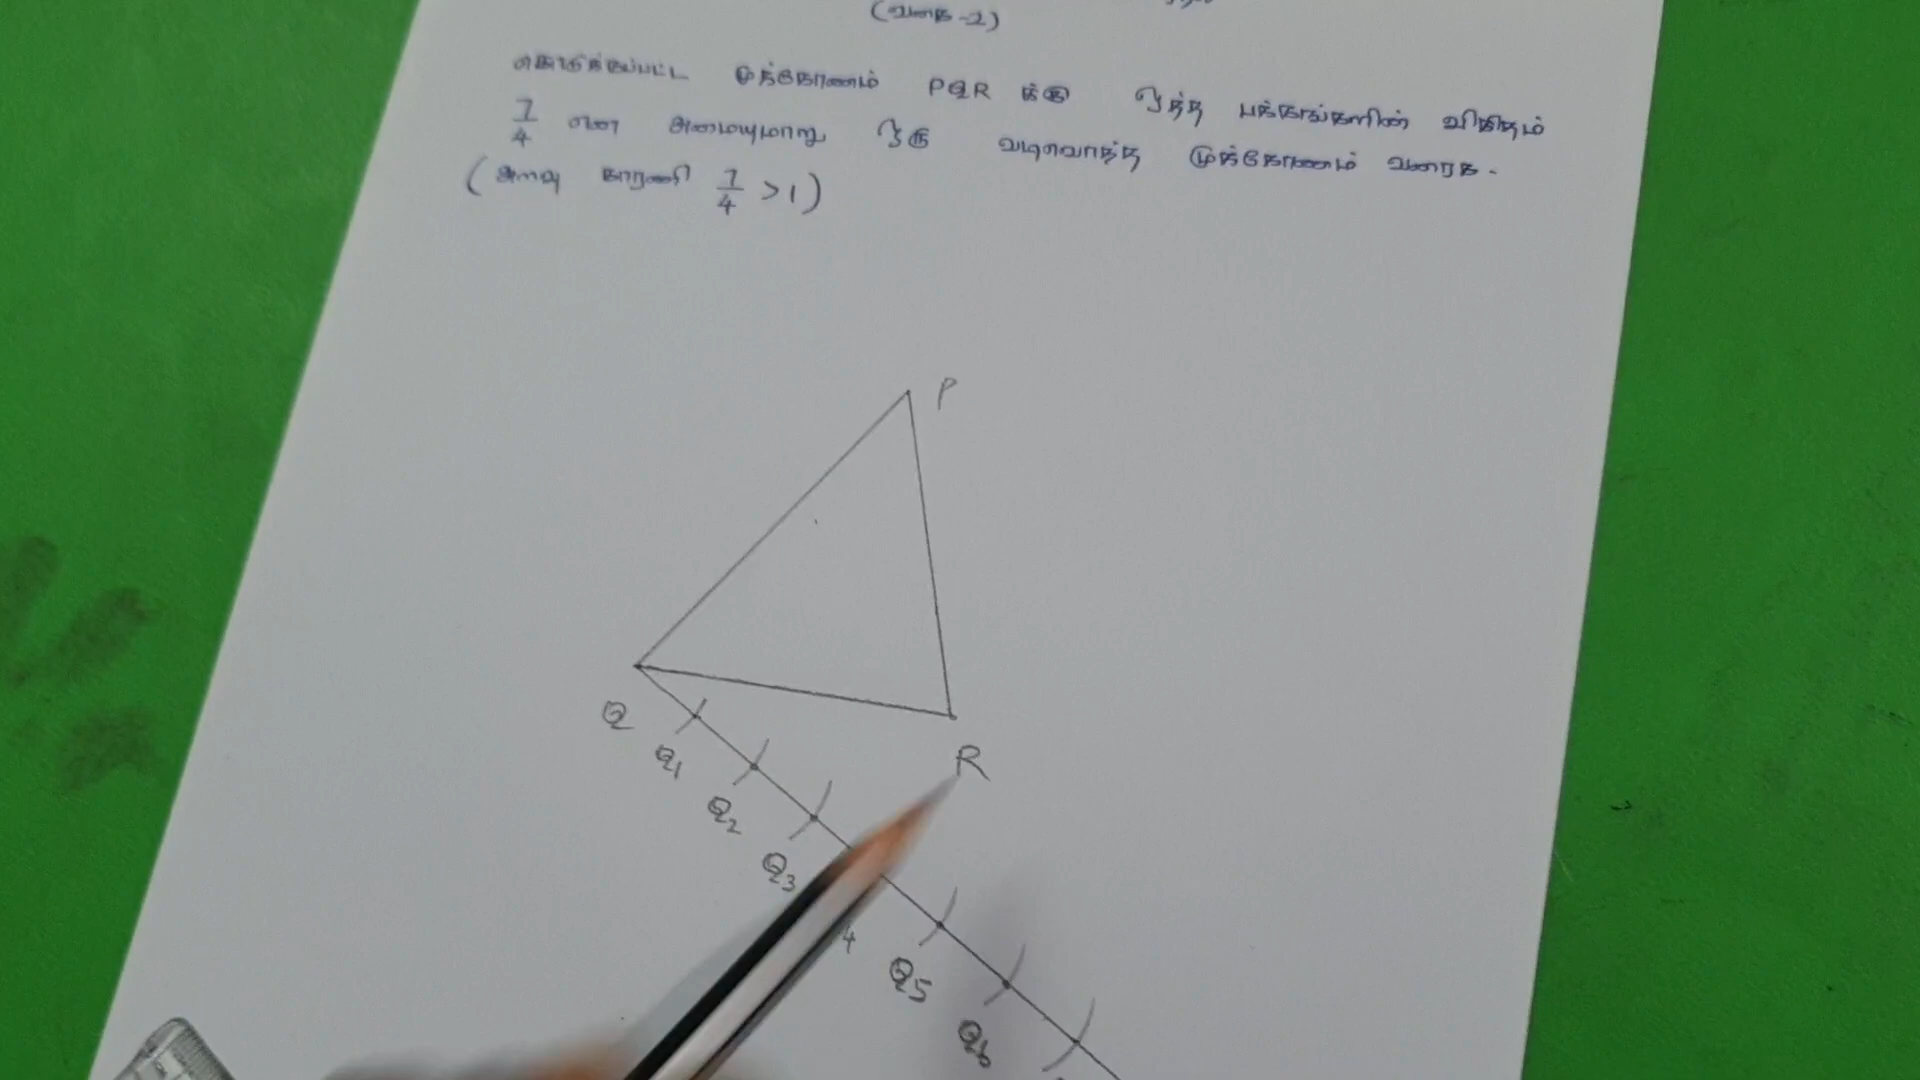 (வகை-2)
கொடுக்கப்பட்ட முக்கோணம் PQR க்கு ஒத்த பக்கங்களின் விகிதம்
7/4 என அமையுமாறு ஒரு வடிவொத்த முக்கோணம் வரைக.
(அளவு காரணி 7/4 >1)
P
Q
R
Q1
Q2
Q3
4
Q5
Q6